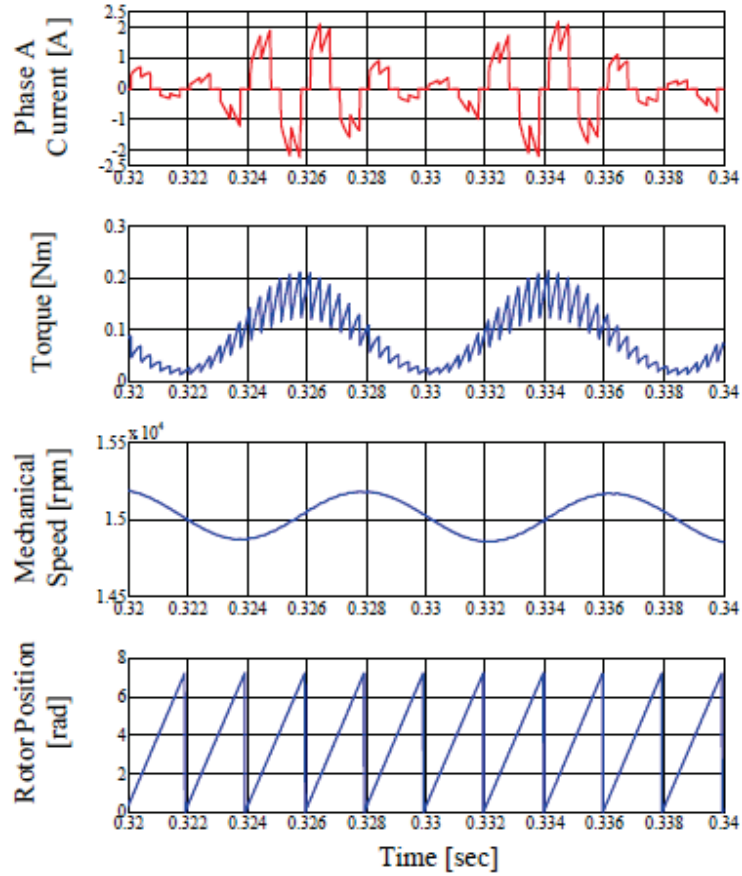 Phase A
Current [A]
2.5
2
1
0
-1
-2
-2.5
0.32 0.322 0.324 0.326 0.328 0.33 0.332 0.334 0.336 0.338 0.34
Torque [Nm]
0.3
0.2
0.1
0
0.32 0.322 0.324 0.326 0.328 0.33 0.332 0.334 0.336 0.338 0.34
Mechanical
Speed [rpm]
x 10^4
1.55
1.5
1.45
0.32 0.322 0.324 0.326 0.328 0.33 0.332 0.334 0.336 0.338 0.34
Rotor Position
[rad]
8
6
4
2
0
0.32 0.322 0.324 0.326 0.328 0.33 0.332 0.334 0.336 0.338 0.34
Time [sec]